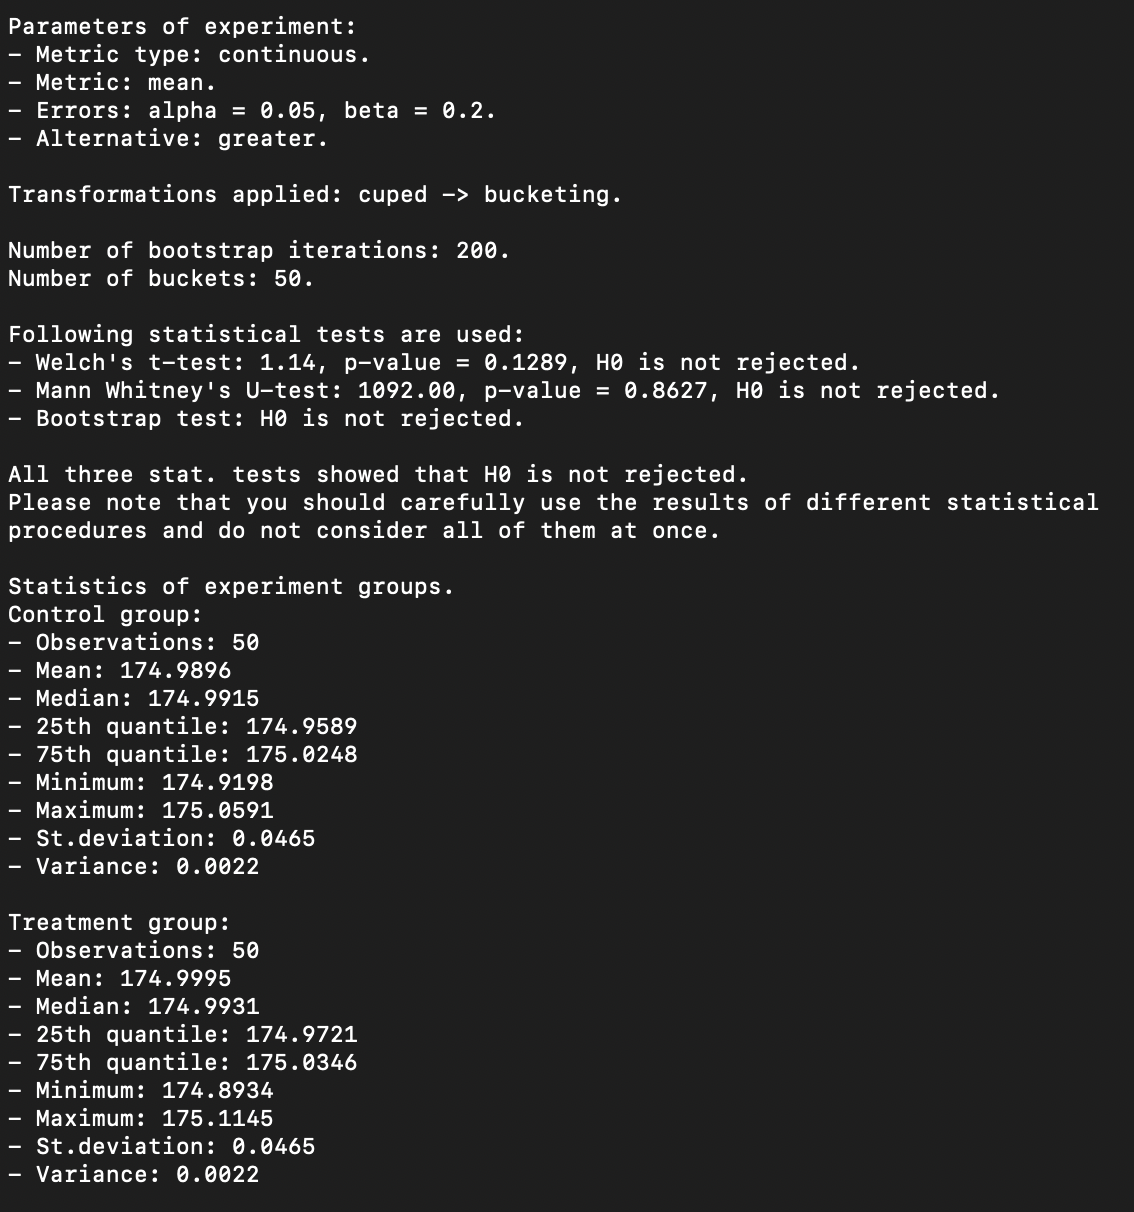 Parameters of experiment:
- Metric type: continuous.
- Metric: mean.
- Errors: alpha = 0.05, beta = 0.2.
- Alternative: greater.
Transformations applied: cuped -> bucketing.
Number of bootstrap iterations: 200.
Number of buckets: 50.
Following statistical tests are used:
- Welch's t-test: 1.14, p-value = 0.1289, H0 is not rejected.
- Mann Whitney's U-test: 1092.00, p-value = 0.8627, H0 is not rejected.
- Bootstrap test: H0 is not rejected.
All three stat. tests showed that H0 is not rejected.
Please note that you should carefully use the results of different statistical
procedures and do not consider all of them at once.
Statistics of experiment groups.
Control group:
- Observations: 50
- Mean: 174.9896
- Median: 174.9915
- 25th quantile: 174.9589
- 75th quantile: 175.0248
- Minimum: 174.9198
- Maximum: 175.0591
- St.deviation: 0.0465
- Variance: 0.0022
Treatment group:
- Observations: 50
- Mean: 174.9995
- Median: 174.9931
- 25th quantile: 174.9721
- 75th quantile: 175.0346
- Minimum: 174.8934
- Maximum: 175.1145
- St.deviation: 0.0465
- Variance: 0.0022